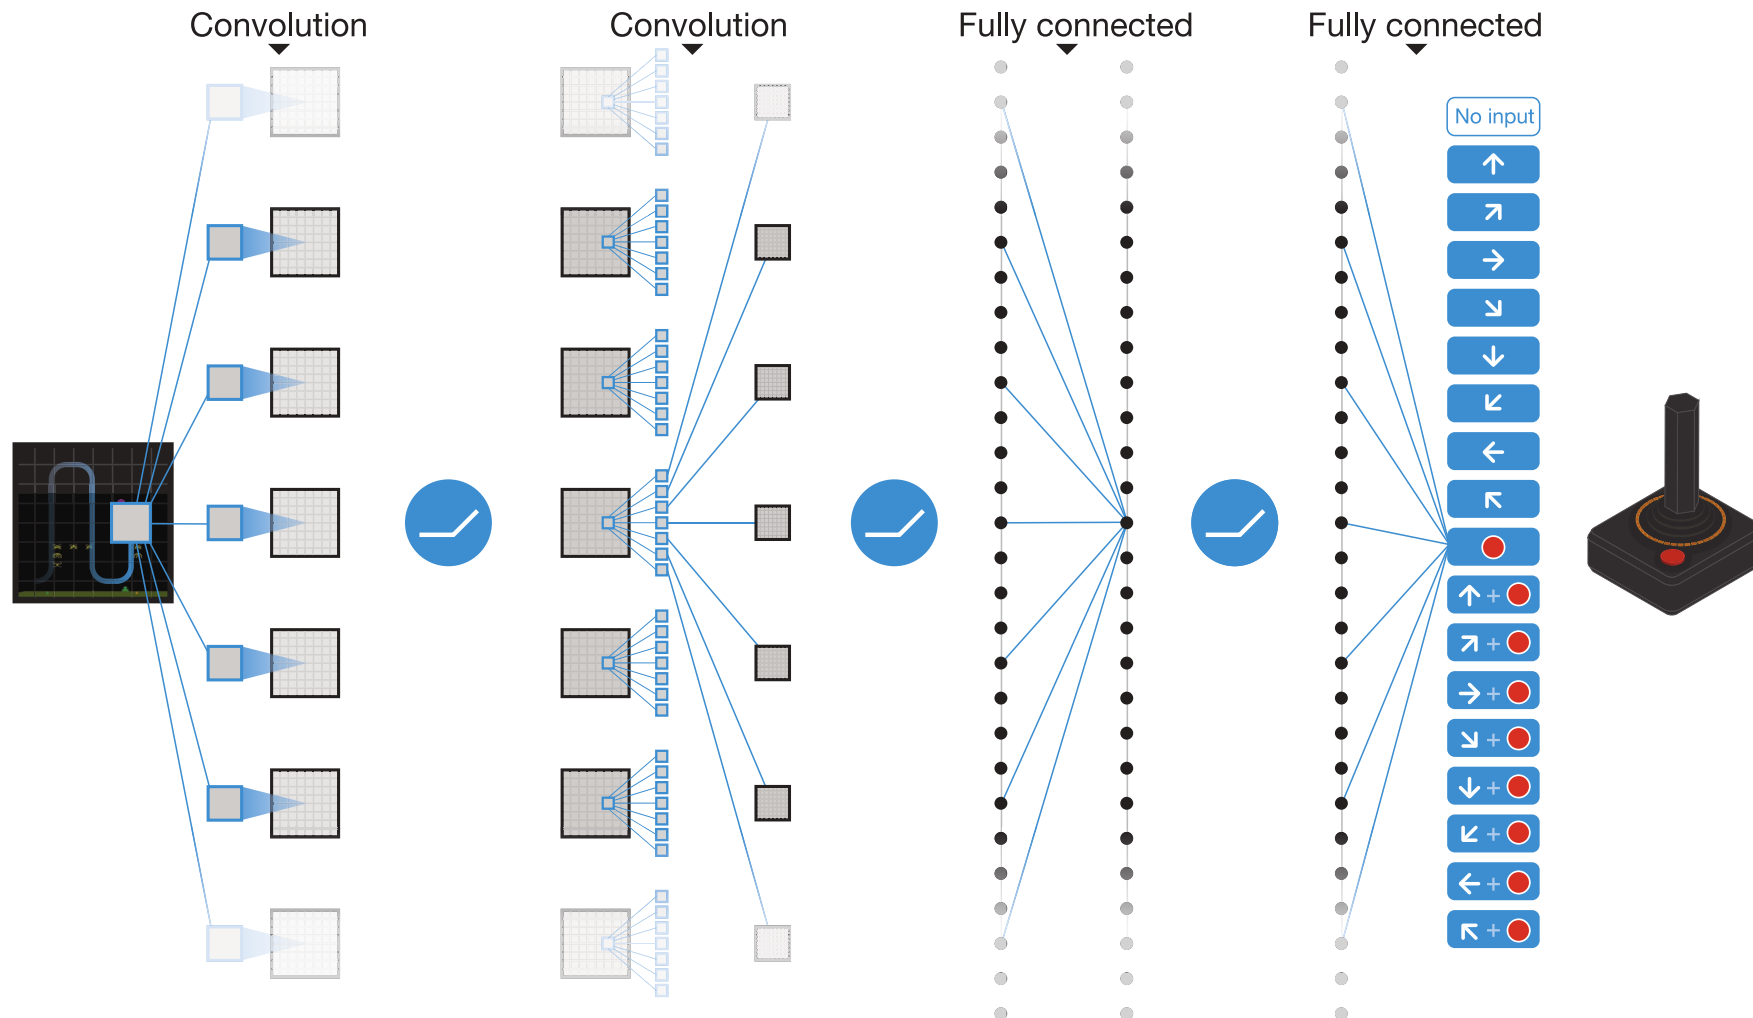 Convolution
Convolution
Fully connected
Fully connected
No input
+
+
+
+
+
+
+
+